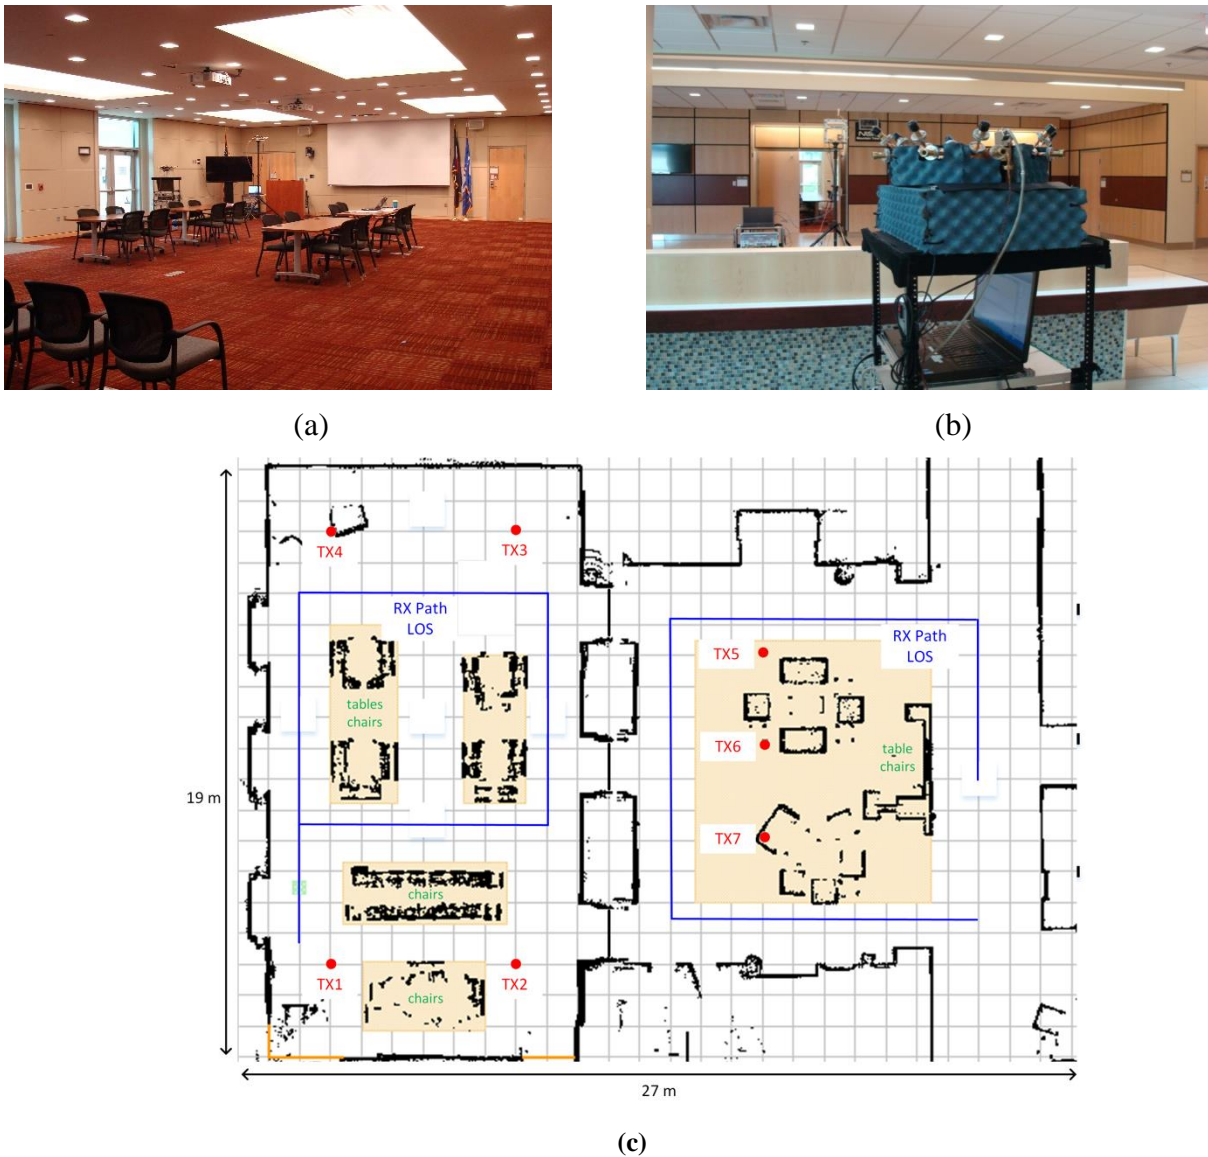 (a)
(b)
TX4
TX3
RX Path
LOS
RX Path
LOS
TX5
tables
chairs
TX6
table
chairs
19 m
TX7
chairs
TX1
TX2
chairs
27 m
(c)